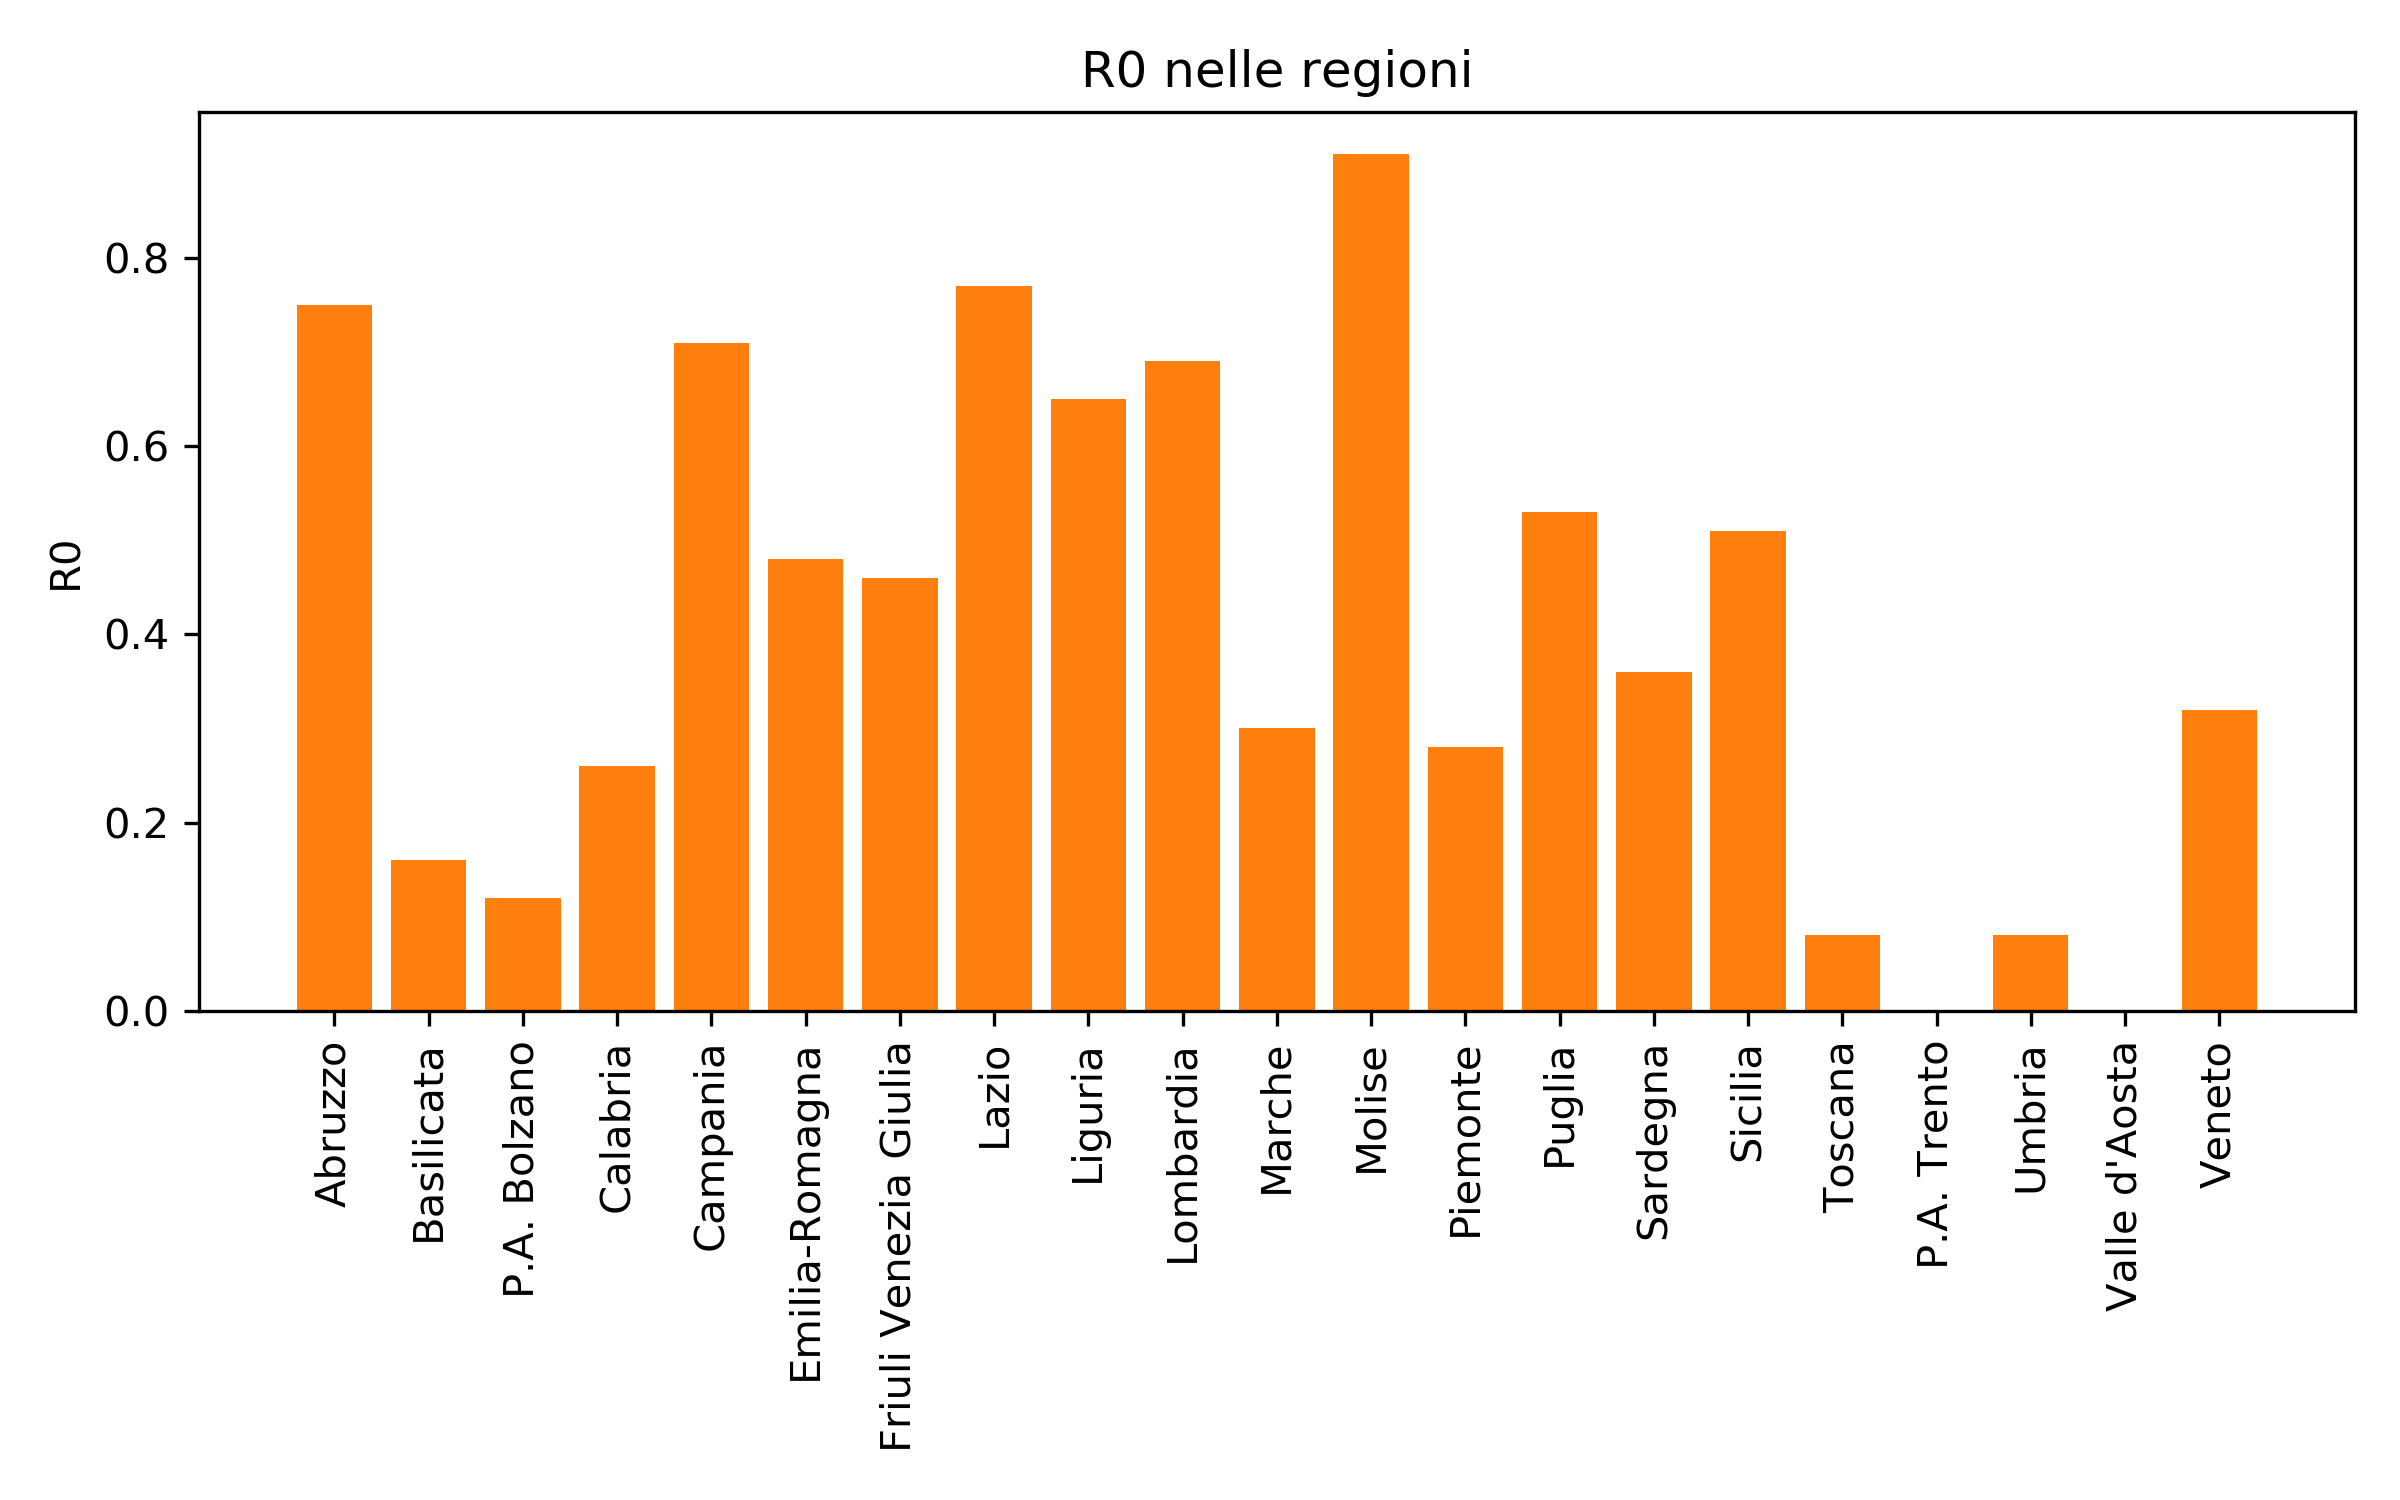 R0 nelle regioni
R0
0.8
0.6
0.4
0.2
0.0
Abruzzo
Basilicata
P.A. Bolzano
Calabria
Campania
Emilia-Romagna
Friuli Venezia Giulia
Lazio
Liguria
Lombardia
Marche
Molise
Piemonte
Puglia
Sardegna
Sicilia
Toscana
P.A. Trento
Umbria
Valle d'Aosta
Veneto